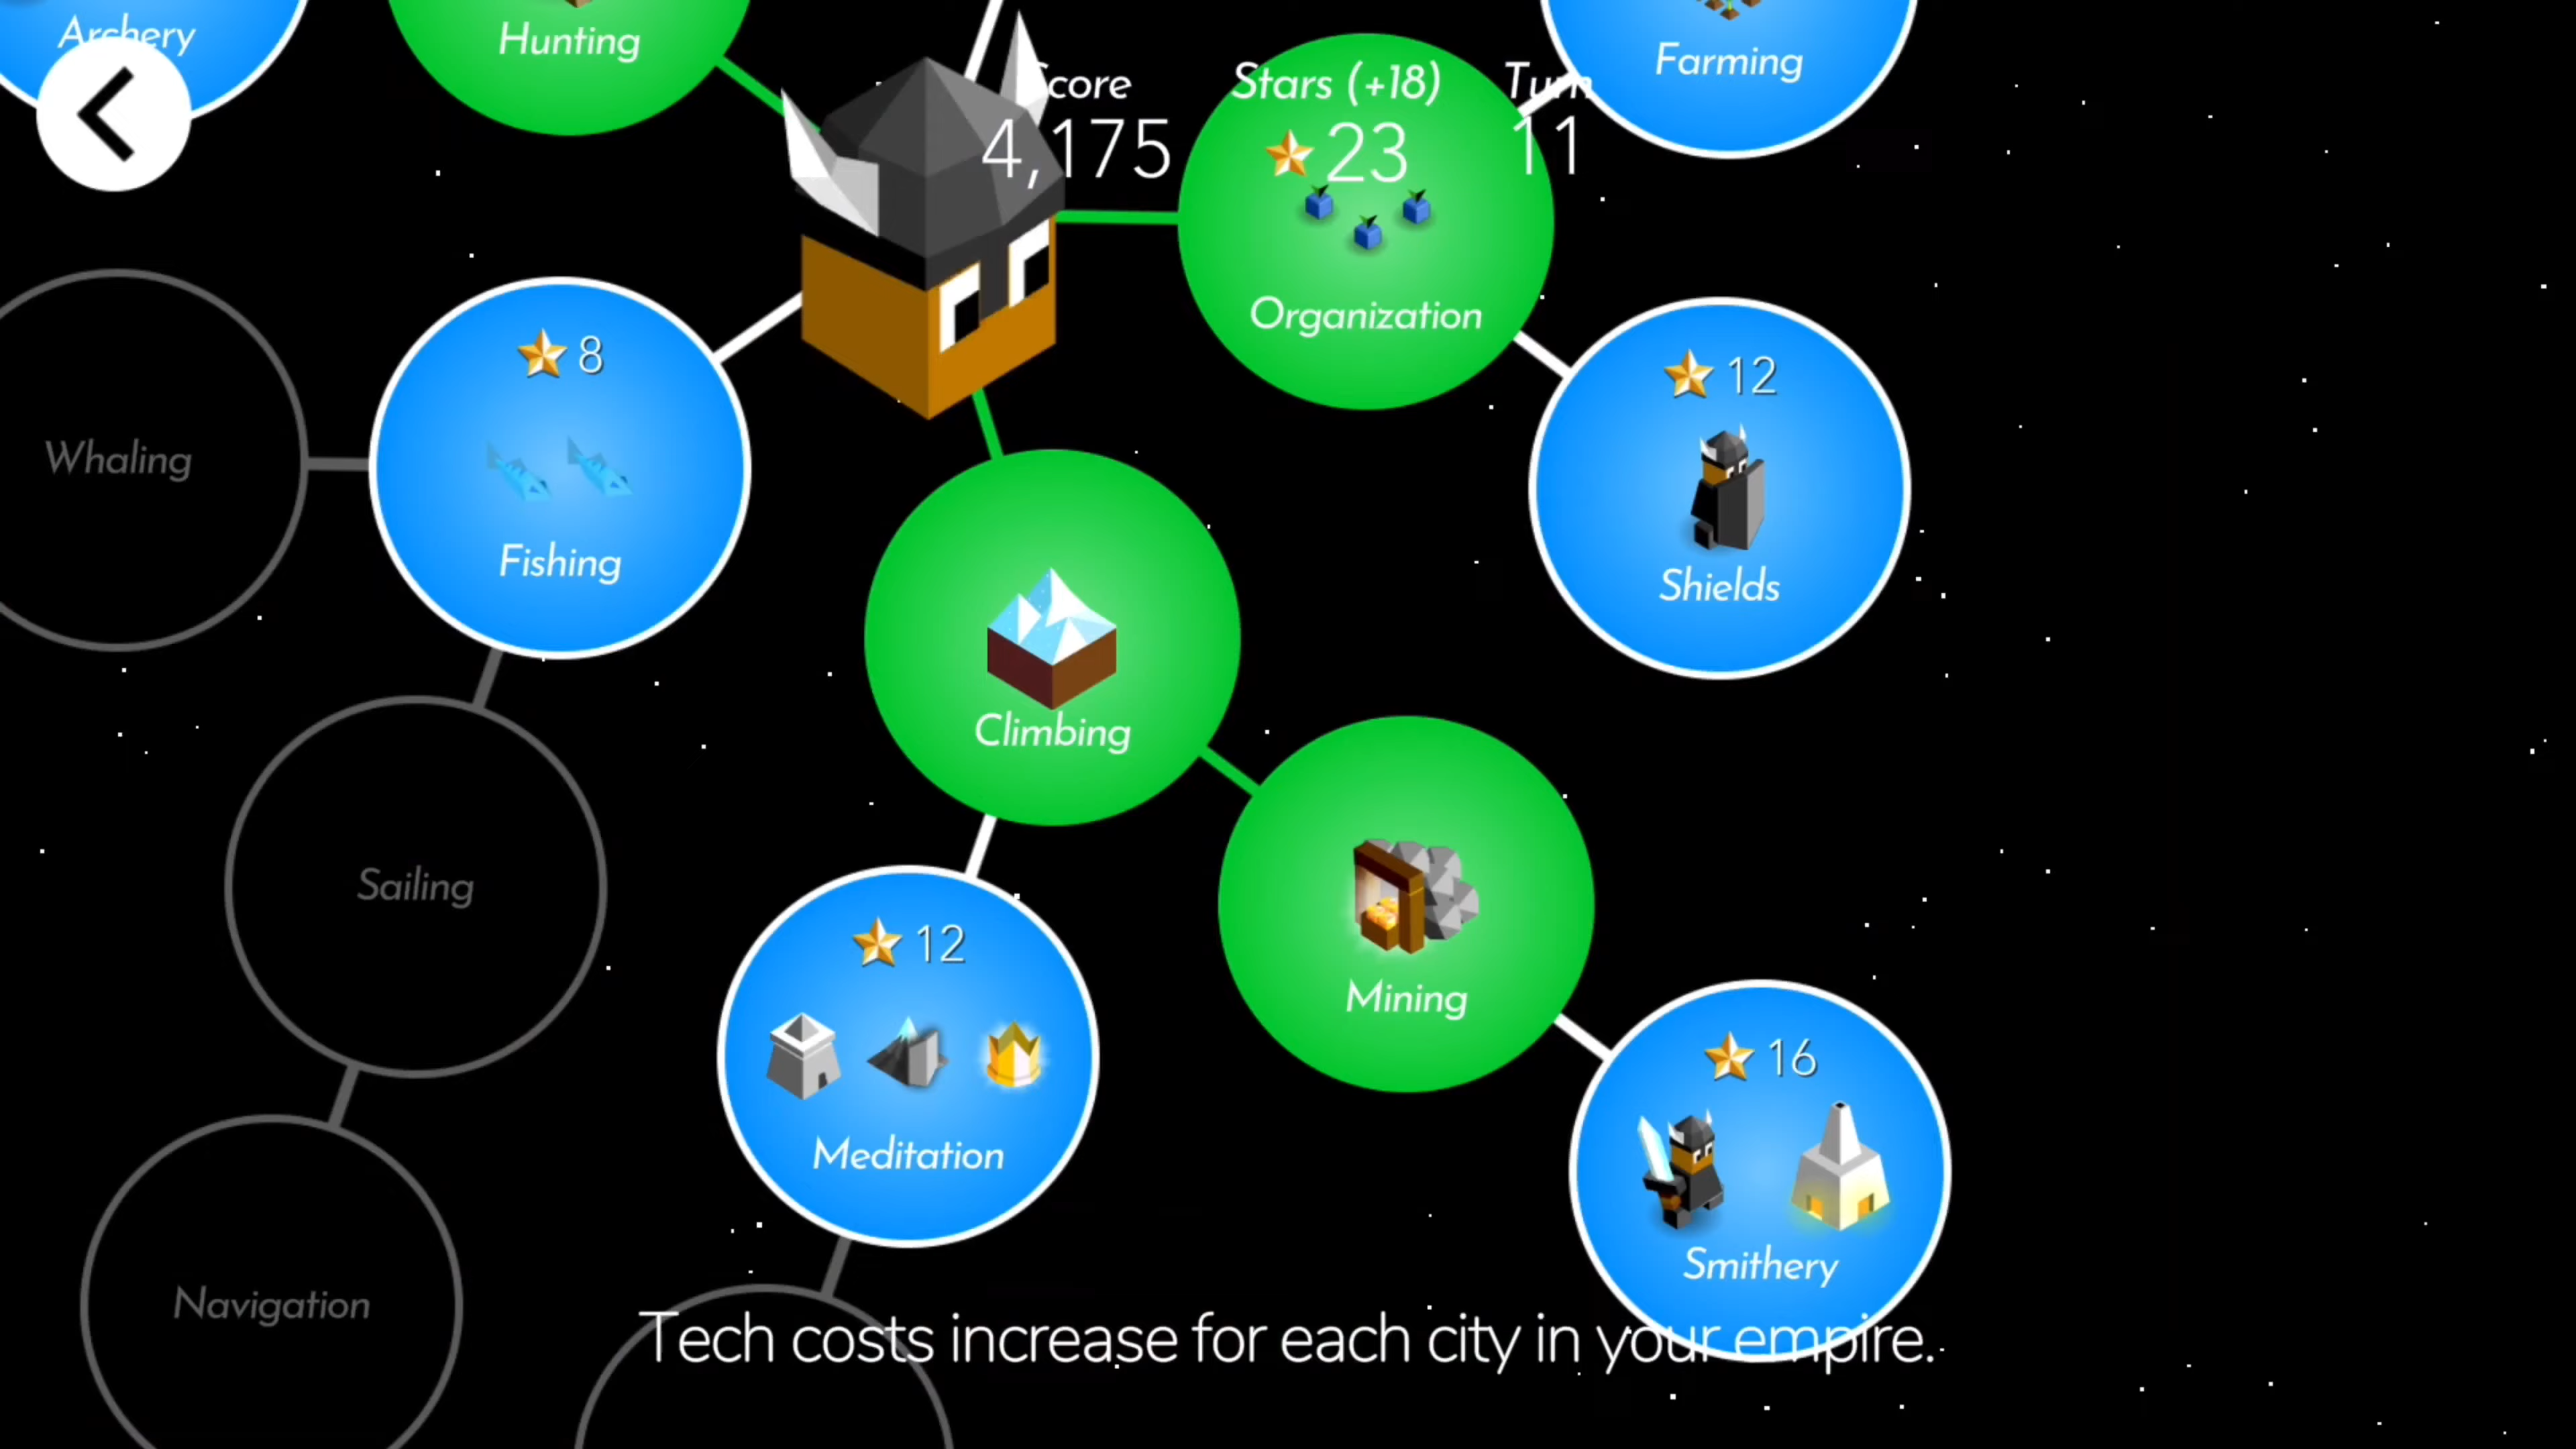 Archery
Hunting
Farming
Score
4,175
Stars (+18)
23
Turn
11
Organization
Whaling
8
Fishing
12
Shields
Climbing
Sailing
Mining
12
Meditation
16
Smithery
Navigation
Tech costs increase for each city in your empire.